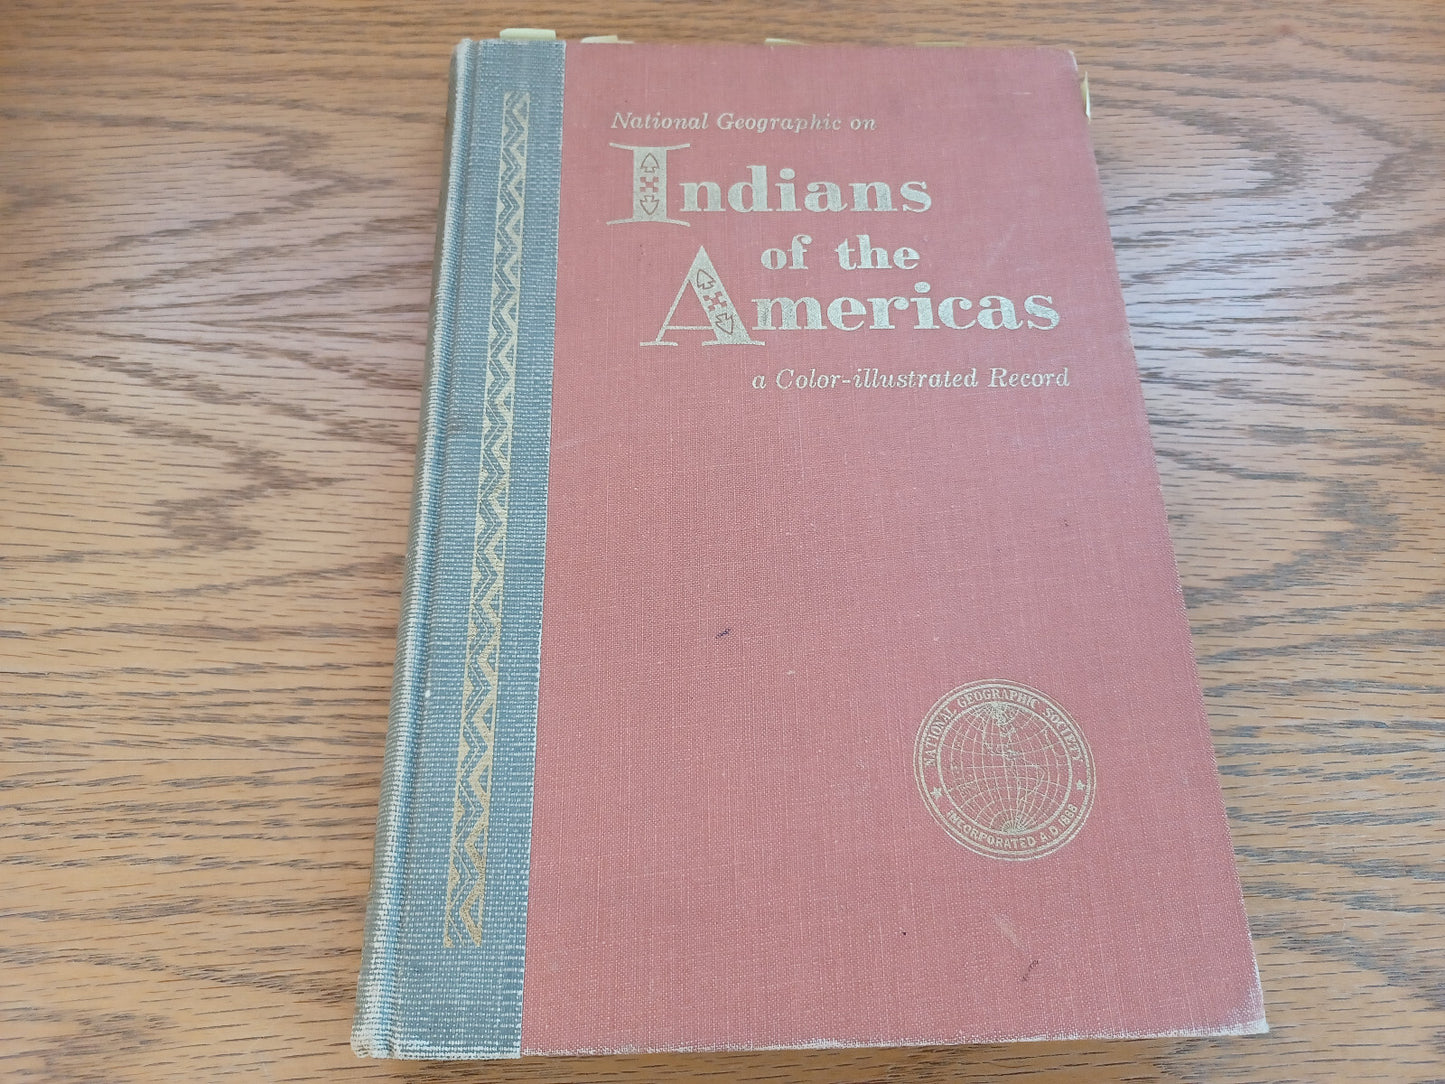 National Geographic on
Indians
of the
Americas
a Color-illustrated Record
NATIONAL GEOGRAPHIC SOCIETY
INCORPORATED A.D. 1888